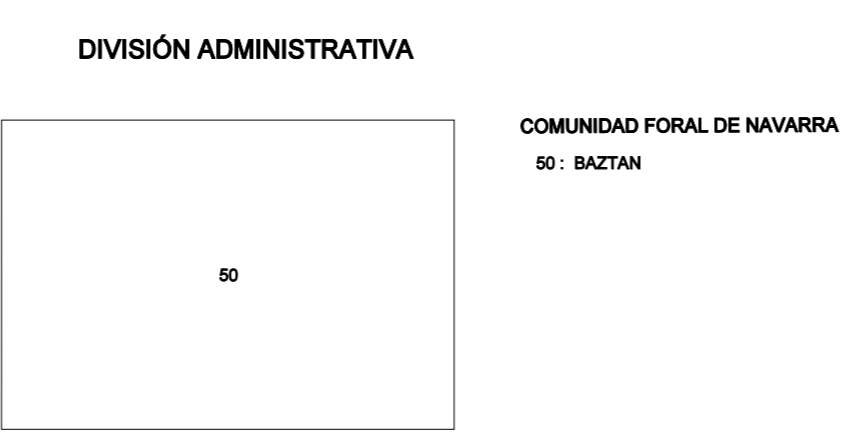 DIVISIÓN ADMINISTRATIVA
COMUNIDAD FORAL DE NAVARRA
50 : BAZTAN
50